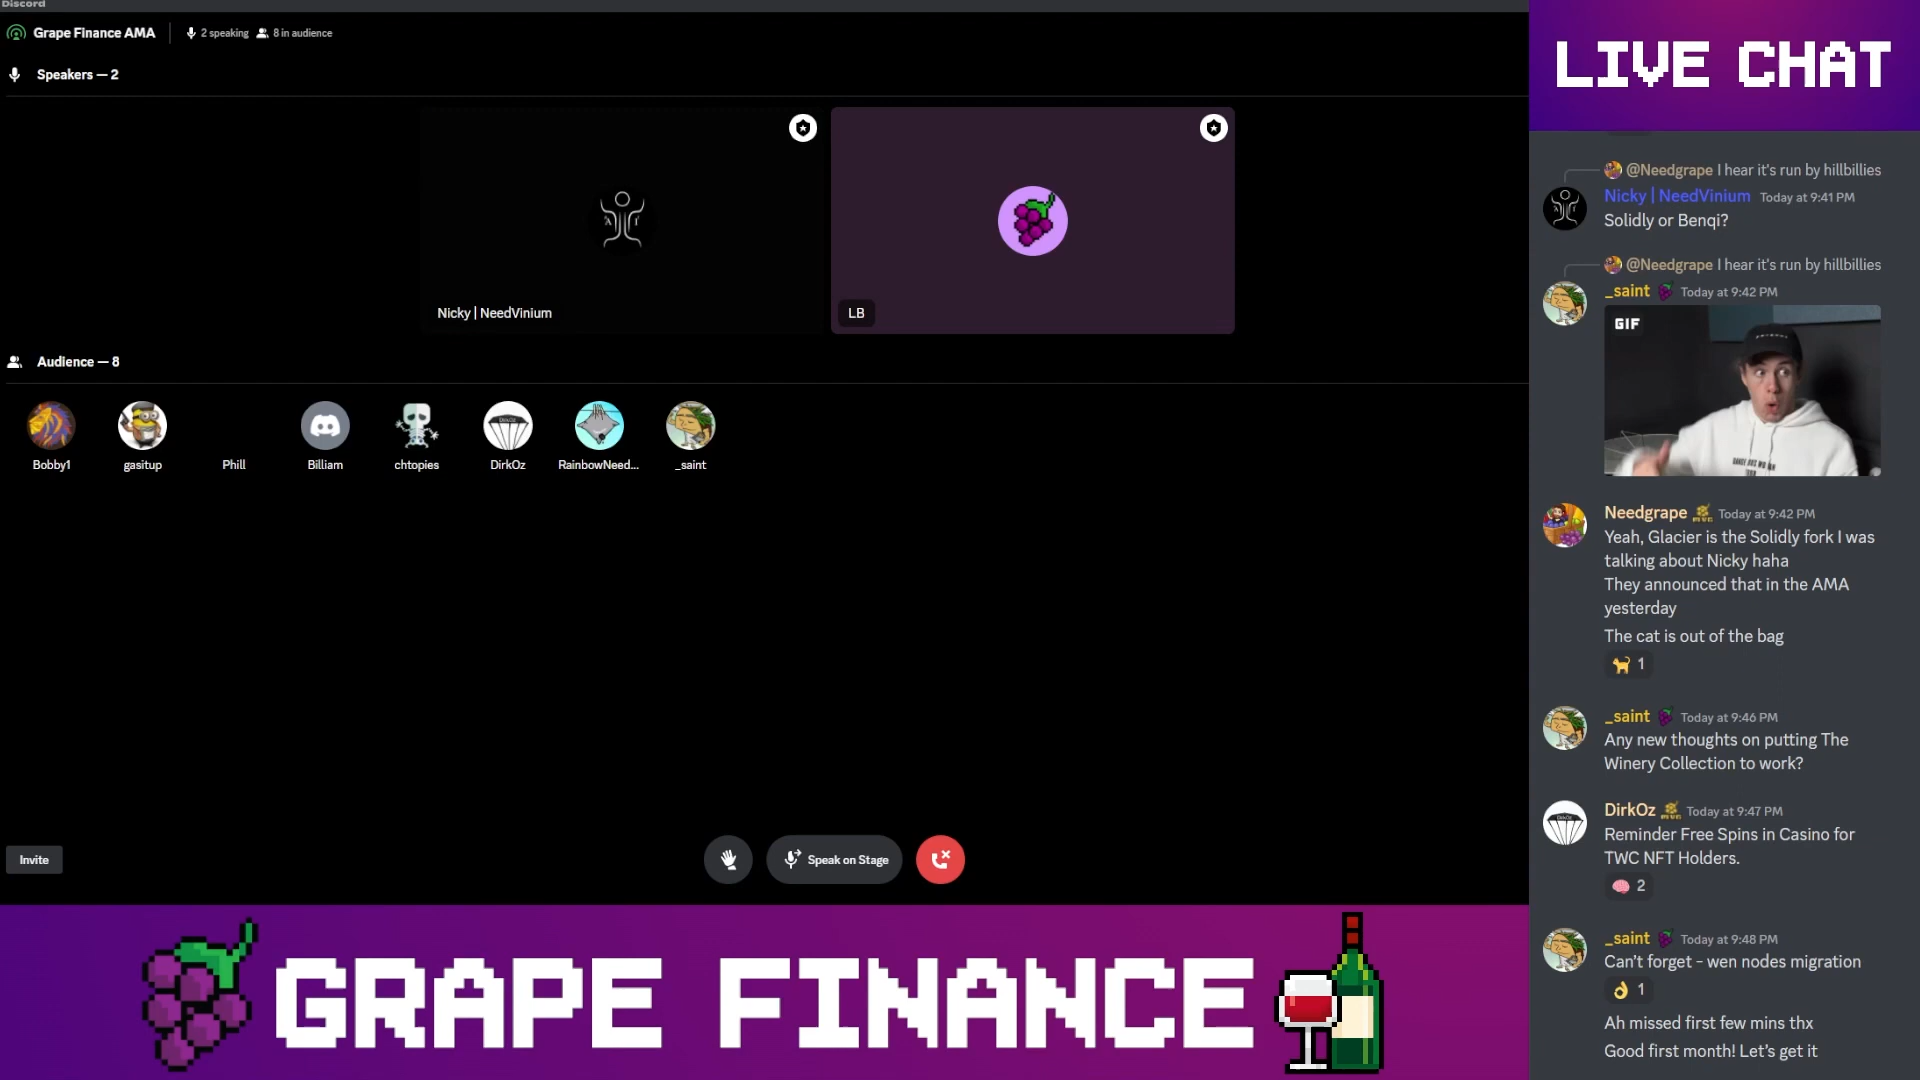 Discord
Grape Finance AMA
2 speaking
8 in audience
Speakers — 2
Nicky | NeedVinium
LB
Audience — 8
Bobby1
gasitup
Phill
Billiam
chtopies
DirkOz
RainbowNeed...
_saint
Invite
Speak on Stage
GRAPE FINANCE
LIVE CHAT
@Needgrape I hear it's run by hillbillies
Nicky | NeedVinium Today at 9:41 PM
Solidly or Benqi?
@Needgrape I hear it's run by hillbillies
_saint Today at 9:42 PM
GIF
Needgrape Today at 9:42 PM
Yeah, Glacier is the Solidly fork I was
talking about Nicky haha
They announced that in the AMA
yesterday
The cat is out of the bag
1
_saint Today at 9:46 PM
Any new thoughts on putting The
Winery Collection to work?
DirkOz Today at 9:47 PM
Reminder Free Spins in Casino for
TWC NFT Holders.
2
_saint Today at 9:48 PM
Can't forget - wen nodes migration
1
Ah missed first few mins thx
Good first month! Let's get it